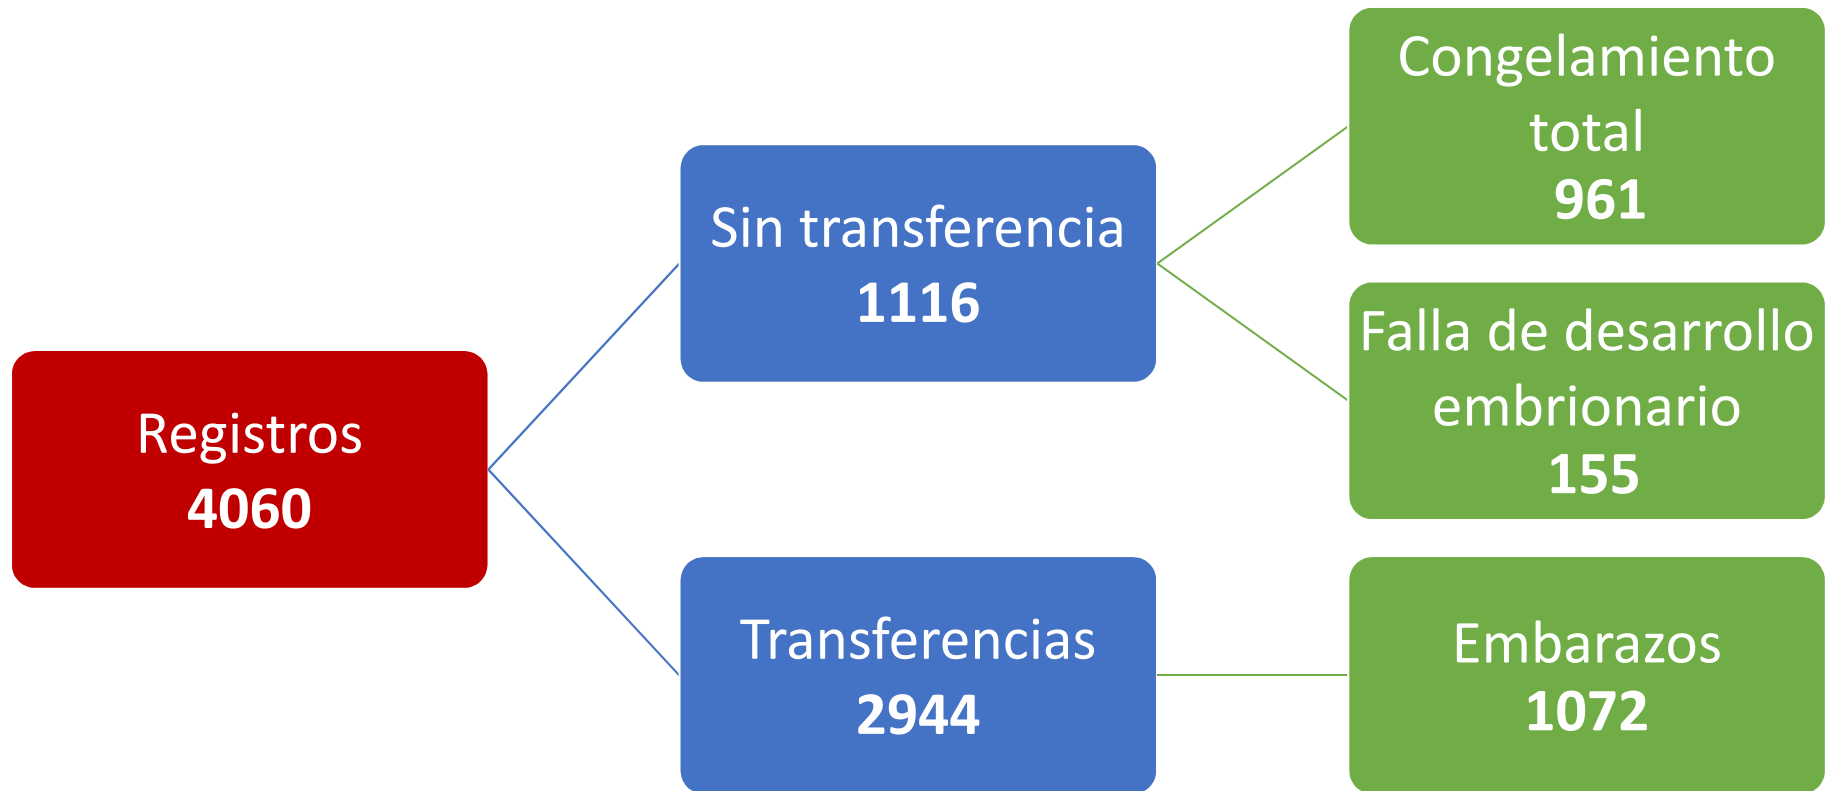 Registros
4060
Sin transferencia
1116
Transferencias
2944
Congelamiento
total
961
Falla de desarrollo
embrionario
155
Embarazos
1072